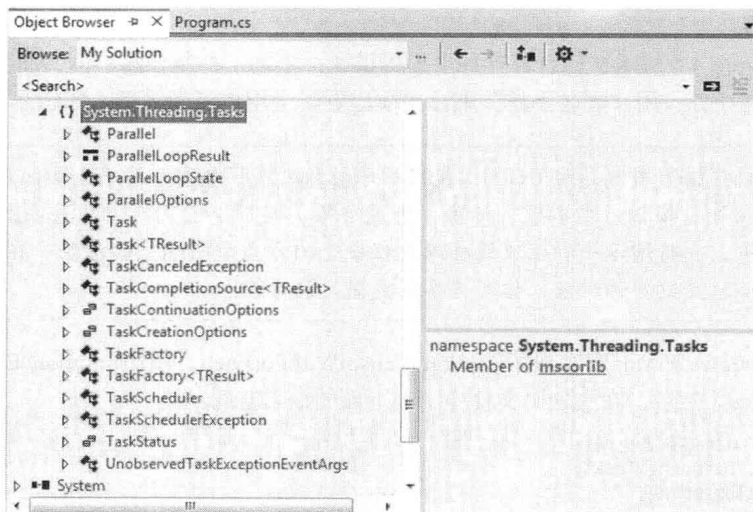 Object Browser Program.cs
Browse: My Solution ...
<Search>
{} System.Threading.Tasks
Parallel
ParallelLoopResult
ParallelLoopState
ParallelOptions
Task
Task<TResult>
TaskCanceledException
TaskCompletionSource<TResult>
TaskContinuationOptions
TaskCreationOptions
TaskFactory
TaskFactory<TResult>
TaskScheduler
TaskSchedulerException
TaskStatus
UnobservedTaskExceptionEventArgs
System
namespace System.Threading.Tasks
Member of mscorlib